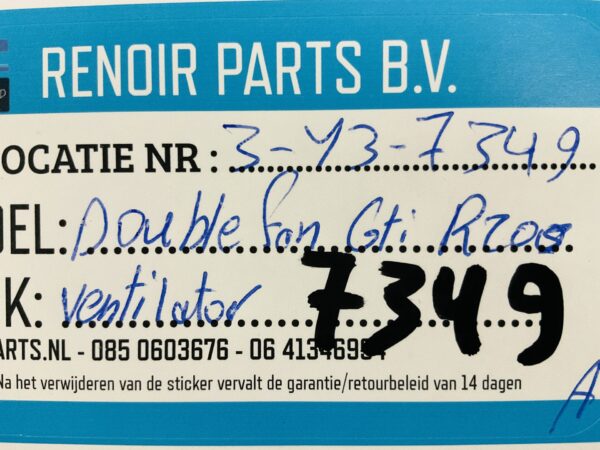 RENOIR PARTS B.V.
OCATIE NR : 3-Y3-7349
DEL: Double fan Gti R200
K: ventilator 7349
ARTS.NL - 085 0603676 - 06
Na het verwijderen van de sticker vervalt de garantie/retourbeleid van 14 dagen
A